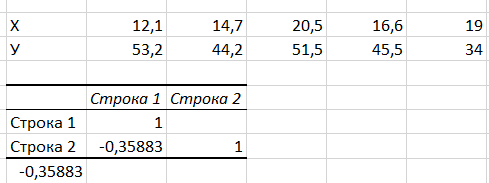 Х 12,1 14,7 20,5 16,6 19
У 53,2 44,2 51,5 45,5 34
Строка 1 Строка 2
Строка 1 1
Строка 2 -0,35883 1
-0,35883